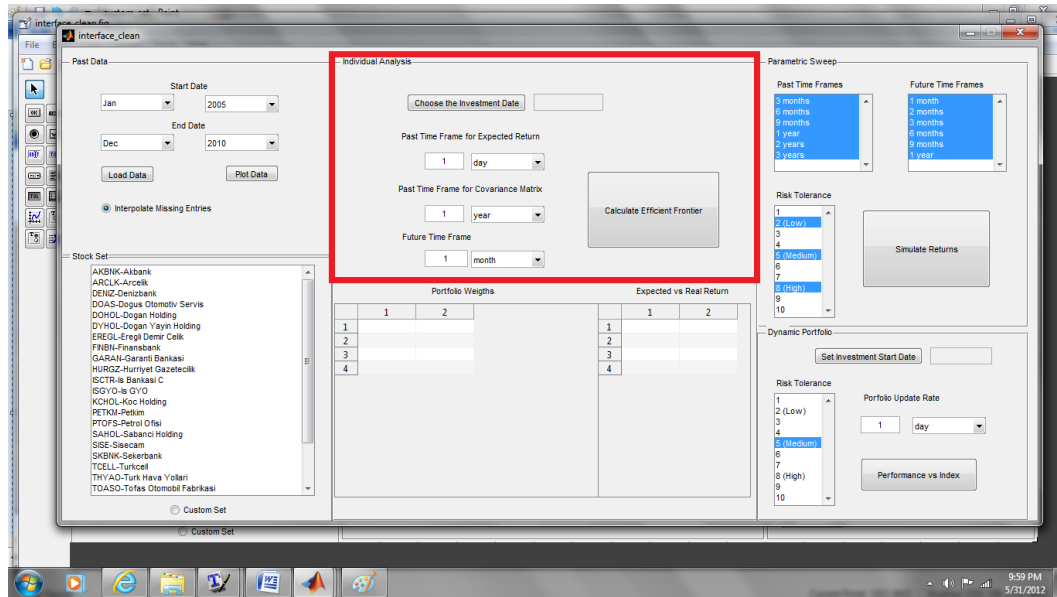 interface_clean.fig
File
interface_clean
Past Data
Start Date
Jan 2005
End Date
Dec 2010
Load Data Plot Data
Interpolate Missing Entries
Stock Set
AKBNK-Akbank
ARCLK-Arcelik
DENIZ-Denizbank
DOAS-Dogus Otomotiv Servis
DOHOL-Dogan Holding
DYHOL-Dogan Yayin Holding
EREGL-Eregli Demir Celik
FINBN-Finansbank
GARAN-Garanti Bankasi
HURGZ-Hurriyet Gazetecilik
ISCTR-Is Bankasi C
ISGYO-Is GYO
KCHOL-Koc Holding
PETKM-Petkim
PTOFS-Petrol Ofisi
SAHOL-Sabanci Holding
SISE-Sisecam
SKBNK-Sekerbank
TCELL-Turkcell
THYAO-Turk Hava Yollari
TOASO-Tofas Otomobil Fabrikasi
Custom Set
Custom Set
Individual Analysis
Choose the Investment Date
Past Time Frame for Expected Return
1 day
Past Time Frame for Covariance Matrix
1 year
Future Time Frame
1 month
Calculate Efficient Frontier
Portfolio Weigths
1 2
1
2
3
4
Expected vs Real Return
1 2
1
2
3
4
Parametric Sweep
Past Time Frames
3 months
6 months
9 months
1 year
2 years
3 years
Future Time Frames
1 month
2 months
3 months
6 months
9 months
1 year
Risk Tolerance
1
2 (Low)
3
4
5 (Medium)
6
7
8 (High)
9
10
Simulate Returns
Dynamic Portfolio
Set Investment Start Date
Risk Tolerance
1
2 (Low)
3
4
5 (Medium)
6
7
8 (High)
9
10
Porfolio Update Rate
1 day
Performance vs Index
9:59 PM
5/31/2012